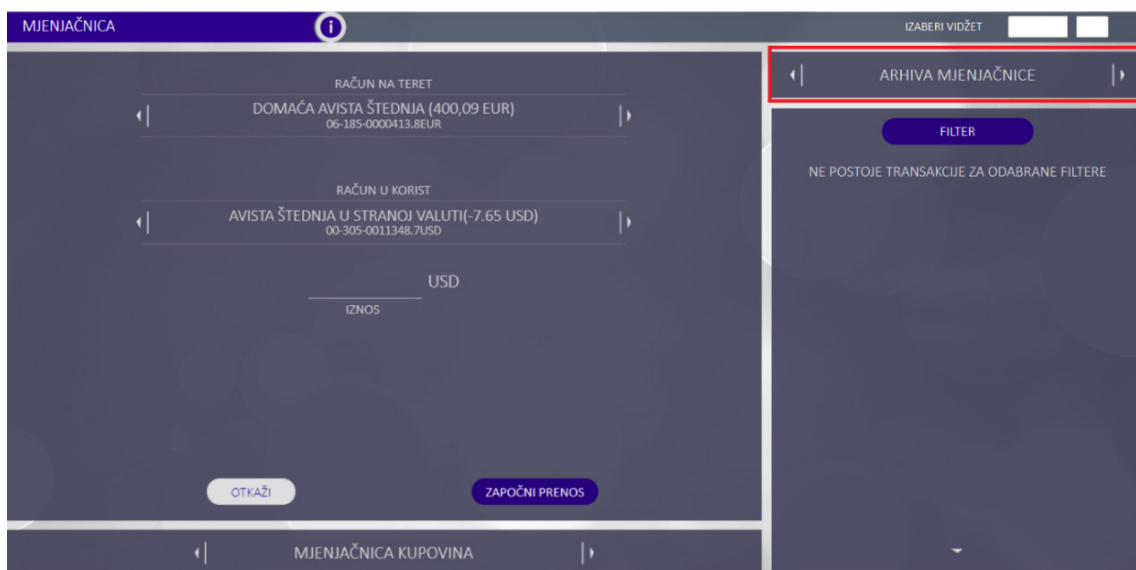 MJENJAČNICA
i
IZABERI VIDŽET
RAČUN NA TERET
DOMAĆA AVISTA ŠTEDNJA (400,09 EUR)
06-185-0000413.8EUR
RAČUN U KORIST
AVISTA ŠTEDNJA U STRANOJ VALUTI(-7.65 USD)
00-305-0011348.7USD
USD
IZNOS
OTKAŽI
ZAPOČNI PRENOS
MJENJAČNICA KUPOVINA
ARHIVA MJENJAČNICE
FILTER
NE POSTOJE TRANSAKCIJE ZA ODABRANE FILTERE